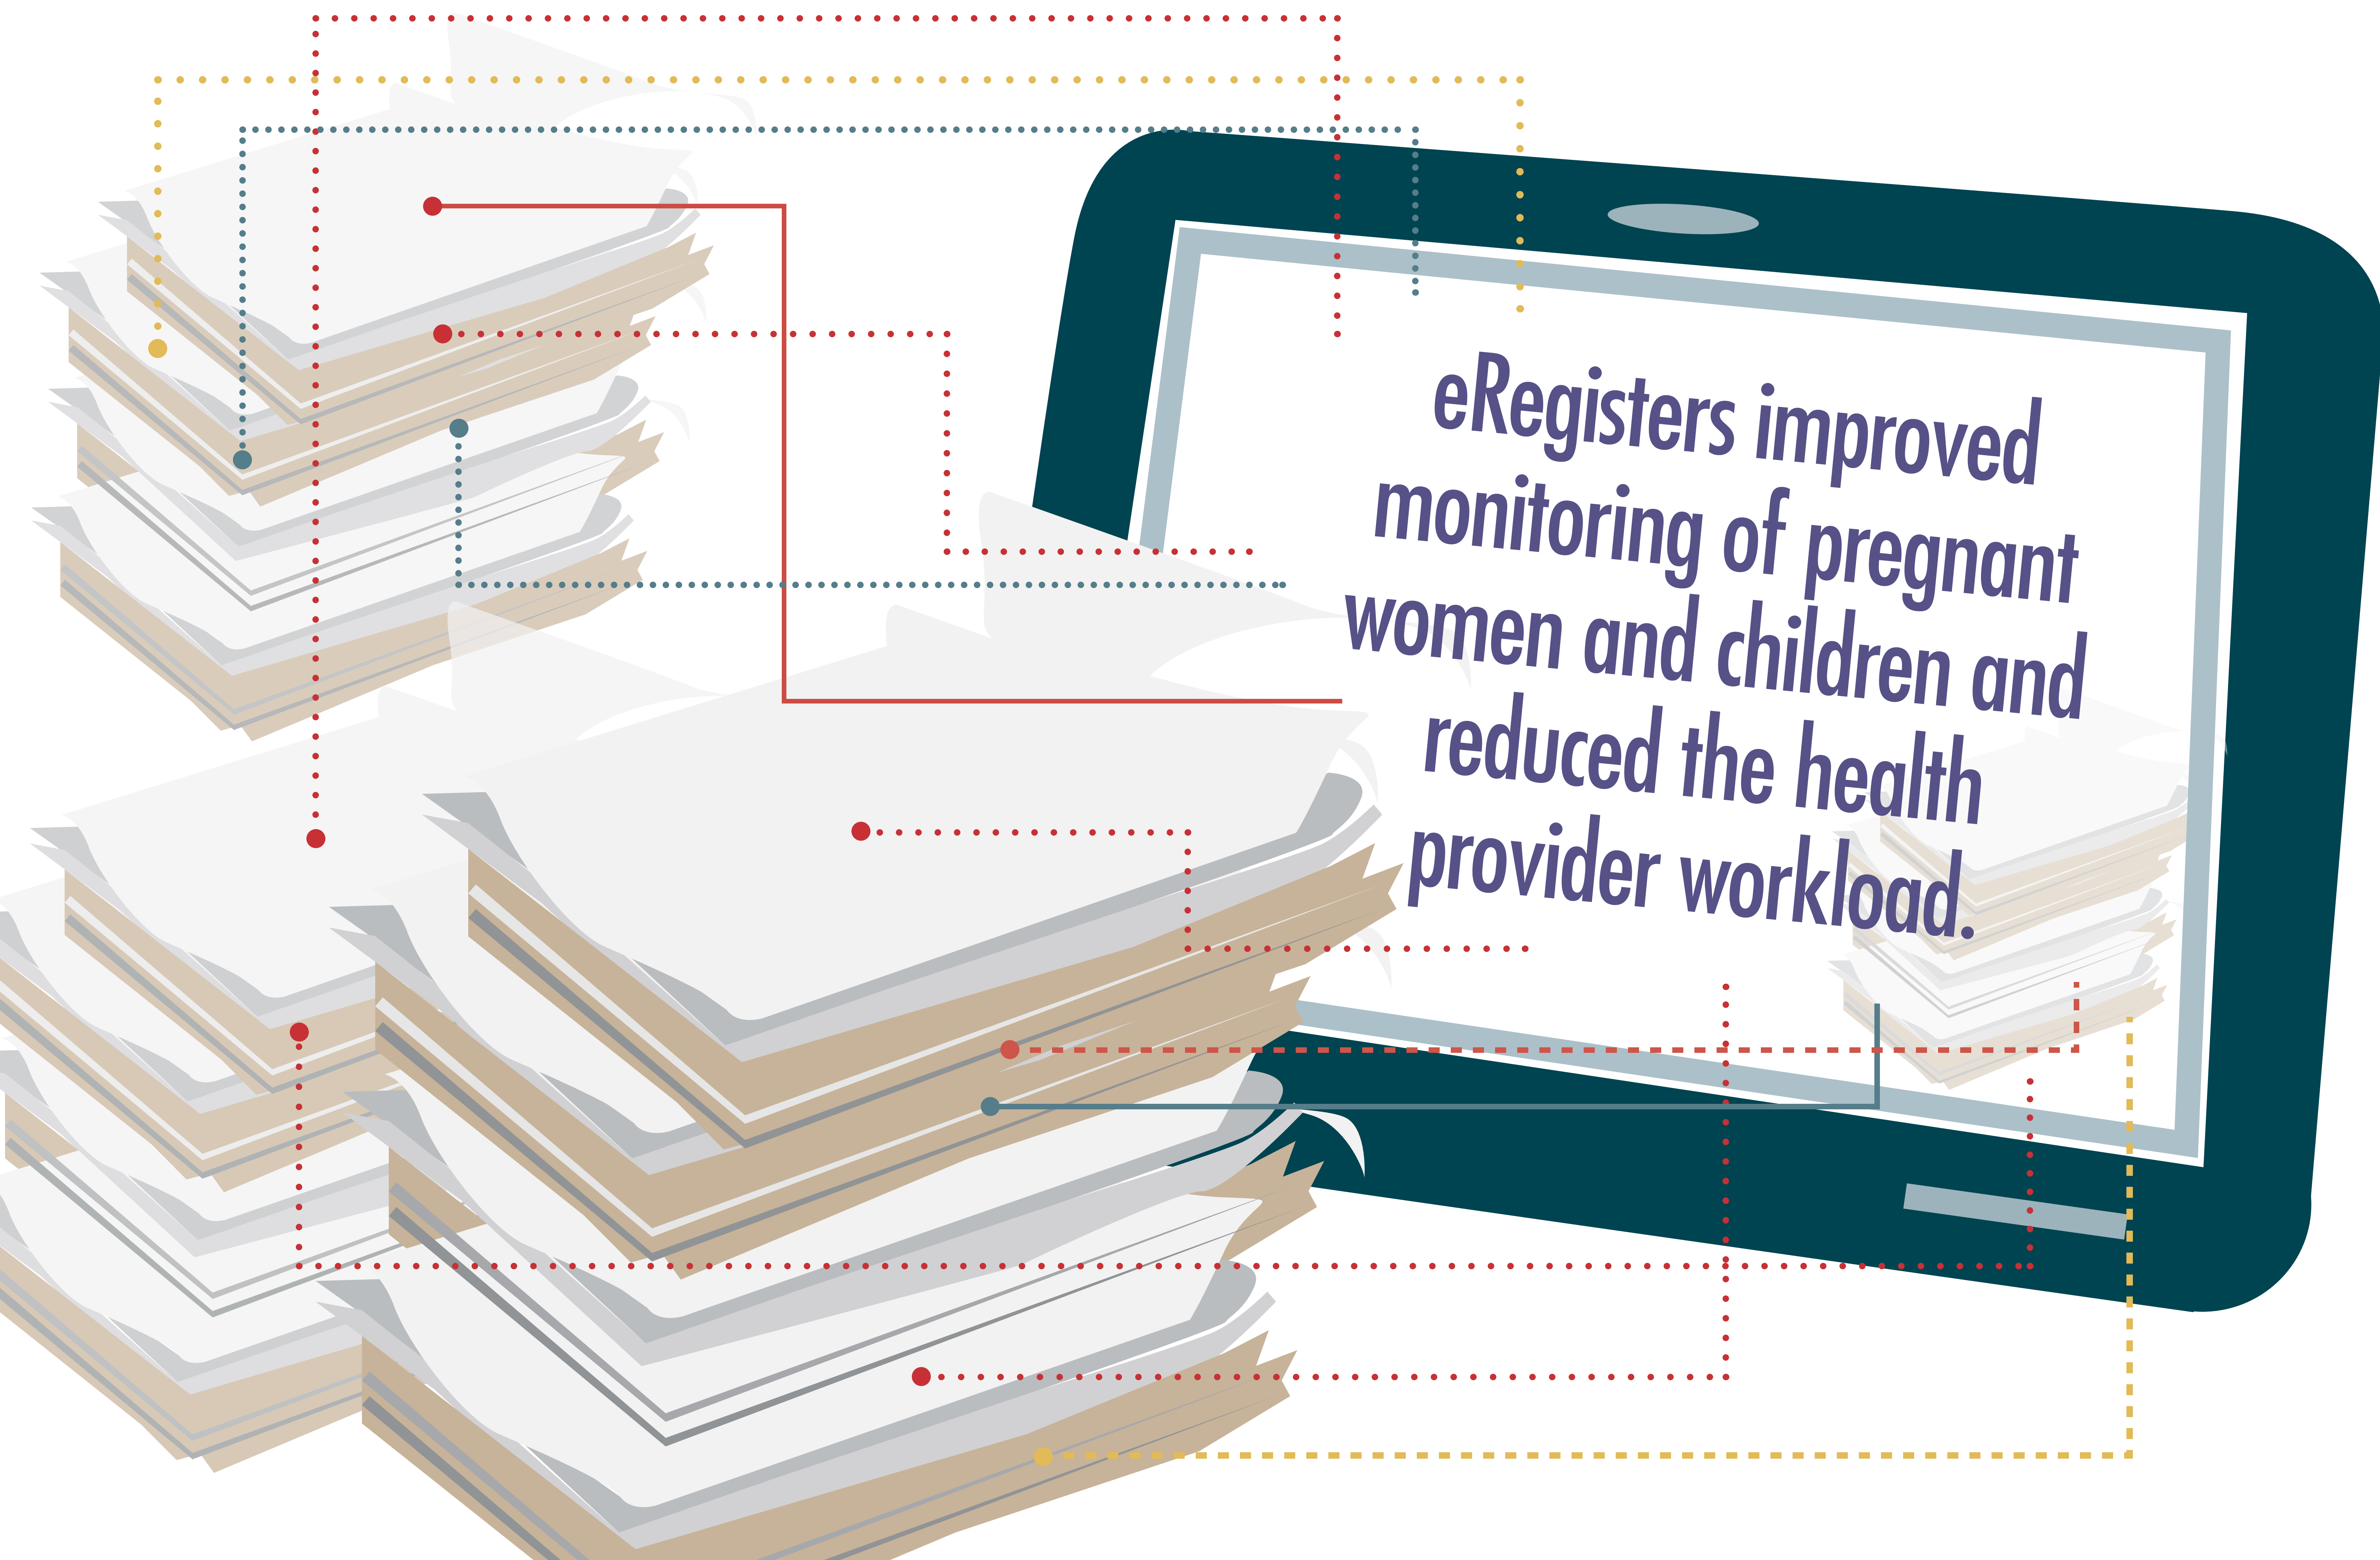 eRegisters improved
monitoring of pregnant
women and children and
reduced the health
provider workload.